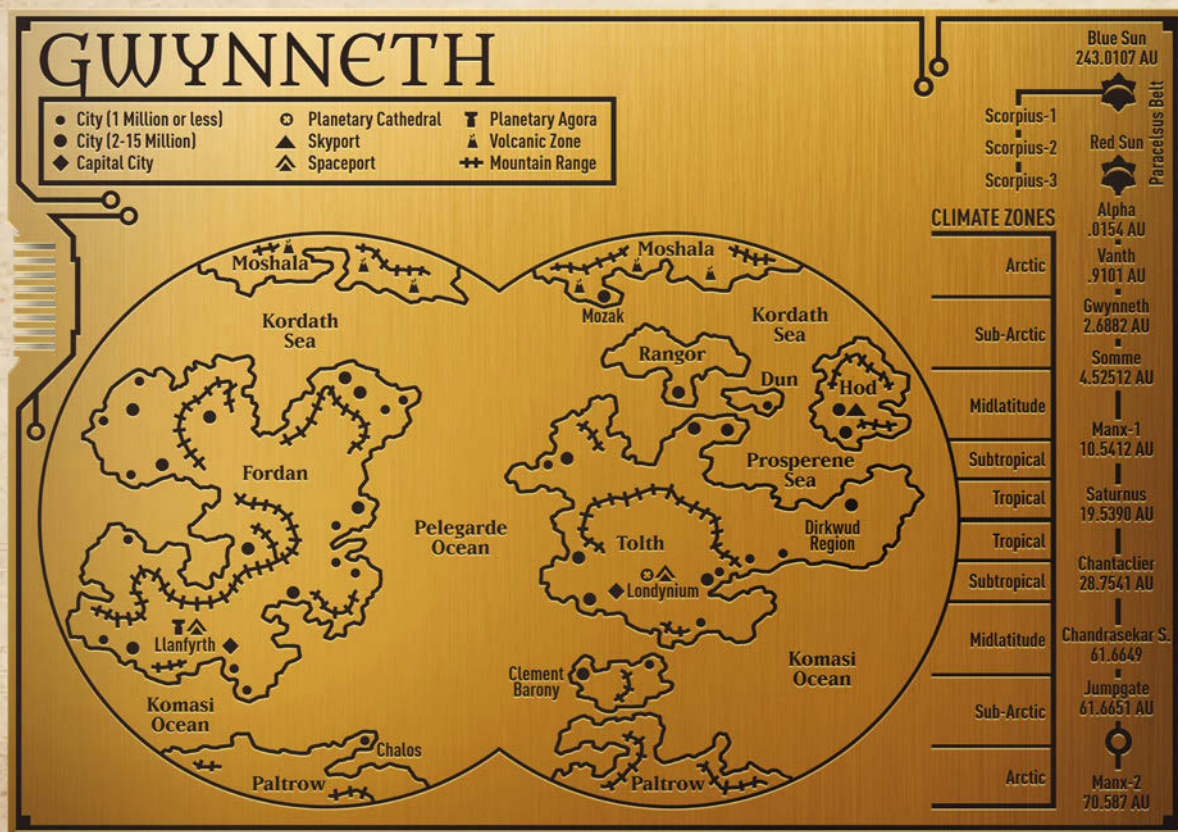 GWYNNETH
City (1 Million or less)
City (2-15 Million)
Capital City
Planetary Cathedral
Skyport
Spaceport
Planetary Agora
Volcanic Zone
Mountain Range
Blue Sun
243.0107 AU
Paracelsus Belt
Scorpius-1
Scorpius-2
Scorpius-3
Red Sun
Alpha
.0154 AU
Vanth
.9101 AU
Gwynneth
2.6882 AU
Somme
4.52512 AU
Manx-1
10.5412 AU
Saturnus
19.5390 AU
Chantaclier
28.7541 AU
Chandrasekar S.
61.6649
Jumpgate
61.6651 AU
Manx-2
70.587 AU
CLIMATE ZONES
Arctic
Sub-Arctic
Midlatitude
Subtropical
Tropical
Tropical
Subtropical
Midlatitude
Sub-Arctic
Arctic
Moshala
Kordath
Sea
Fordan
Llanfyrth
Komasi
Ocean
Chalos
Paltrow
Pelegarde
Ocean
Moshala
Mozak
Kordath
Sea
Rangor
Dun
Hod
Prosperene
Sea
Dirkwud
Region
Tolth
Londynium
Clement
Barony
Komasi
Ocean
Paltrow